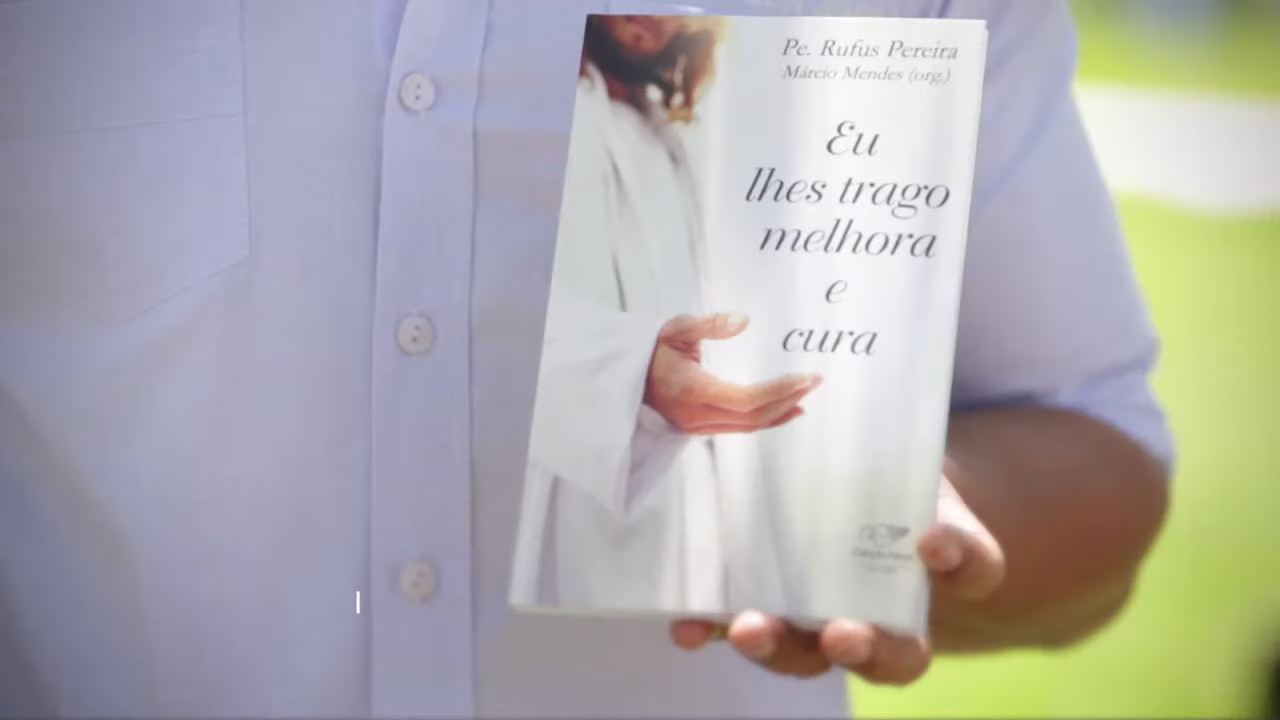 Pe. Rufus Pereira
Márcio Mendes (org.)
Eu
lhes trago
melhora
e
cura